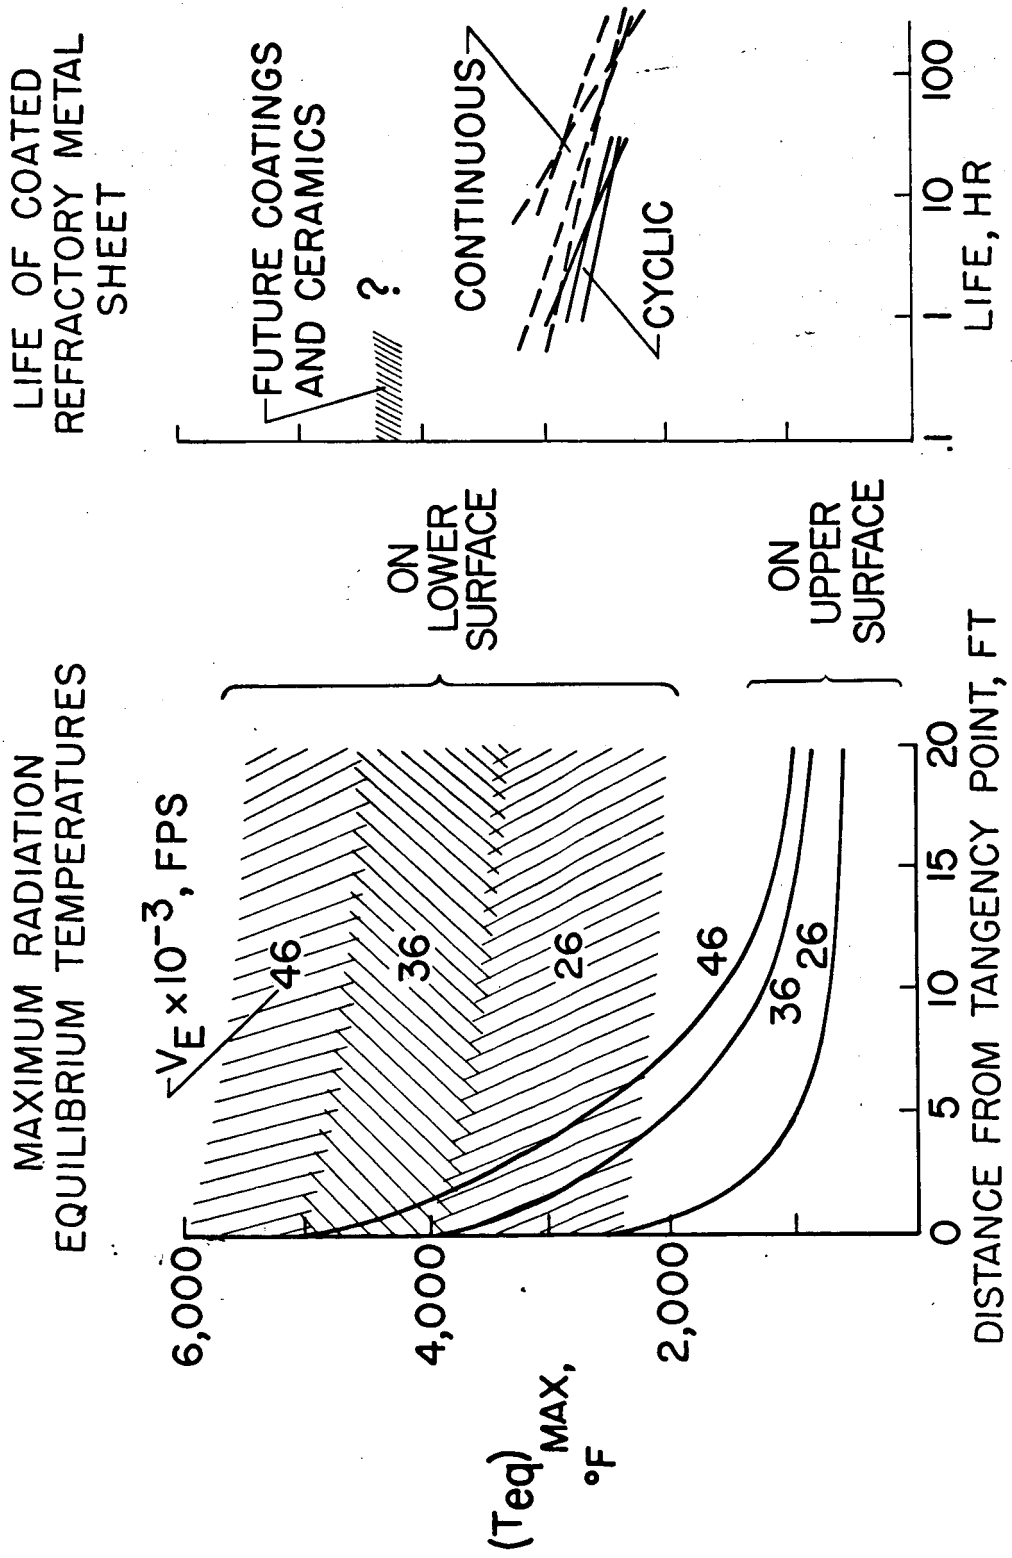 MAXIMUM RADIATION
EQUILIBRIUM TEMPERATURES
V_E ×10⁻³, FPS
46
36
26
46
36
26
6,000
4,000
2,000
(Teq)MAX,
°F
0
5
10
15
20
DISTANCE FROM TANGENCY POINT, FT
ON
LOWER
SURFACE
ON
UPPER
SURFACE
LIFE OF COATED
REFRACTORY METAL
SHEET
FUTURE COATINGS
AND CERAMICS
?
CONTINUOUS
CYCLIC
.1
1
10
100
LIFE, HR